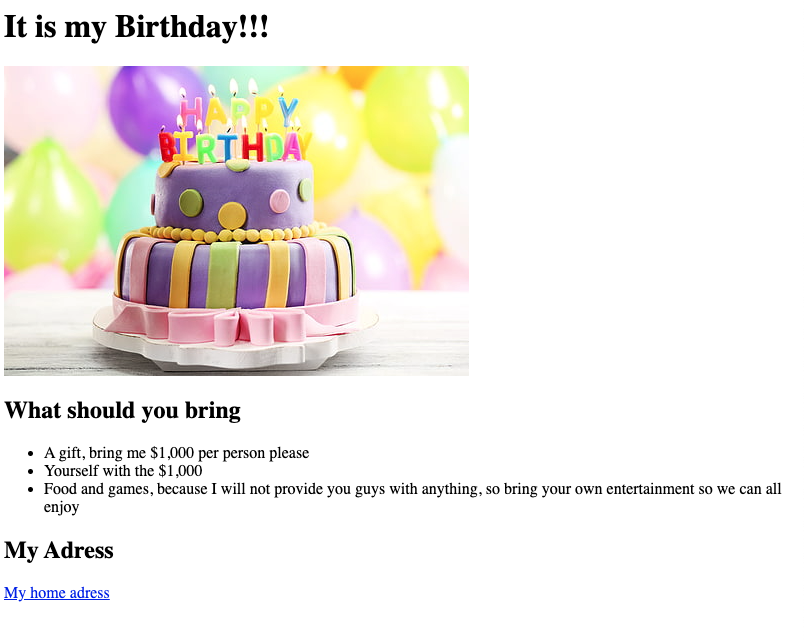 It is my Birthday!!!
HAPPY
BIRTHDAY
What should you bring
A gift, bring me $1,000 per person please
Yourself with the $1,000
Food and games, because I will not provide you guys with anything, so bring your own entertainment so we can all
enjoy
My Adress
My home adress